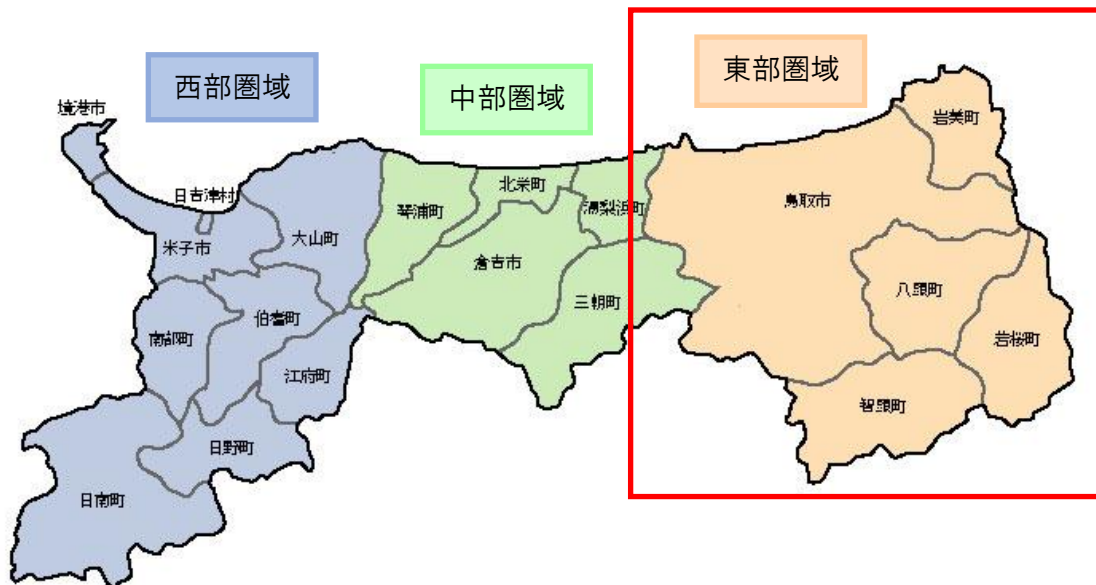 西部圏域
中部圏域
東部圏域
境港市
日吉津村
米子市
大山町
南部町
伯耆町
江府町
日野町
日南町
琴浦町
北栄町
湯梨浜町
倉吉市
三朝町
岩美町
鳥取市
八頭町
若桜町
智頭町